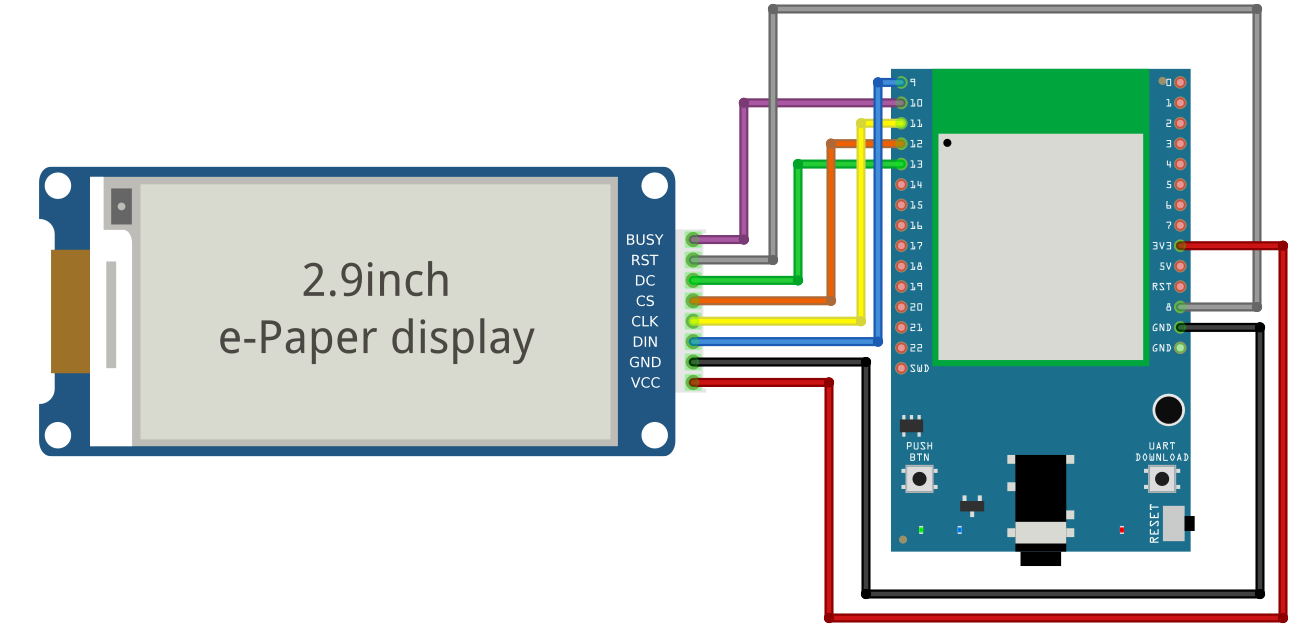 2.9inch
e-Paper display
BUSY
RST
DC
CS
CLK
DIN
GND
VCC
9
10
11
12
13
14
15
16
17
18
19
20
21
22
SWD
0
1
2
3
4
5
6
7
3V3
5V
RST
8
GND
GND
PUSH
BTN
UART
DOWNLOAD
RESET